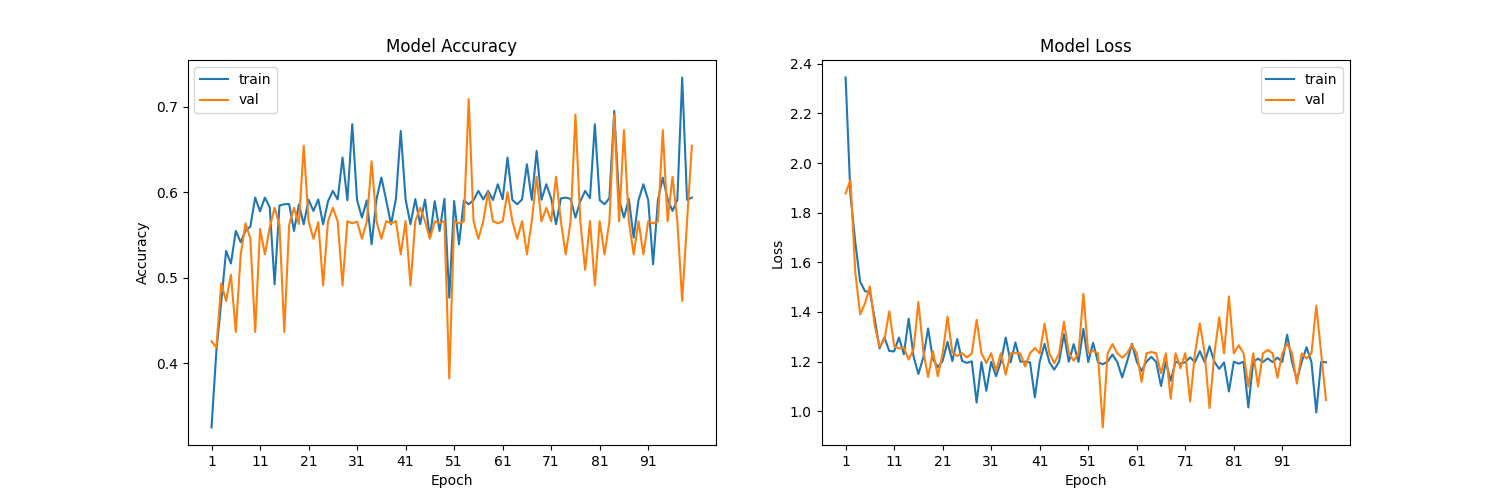 Model Accuracy
train
val
0.7
0.6
0.5
0.4
Accuracy
1 11 21 31 41 51 61 71 81 91
Epoch
Model Loss
train
val
2.4
2.2
2.0
1.8
1.6
1.4
1.2
1.0
Loss
1 11 21 31 41 51 61 71 81 91
Epoch